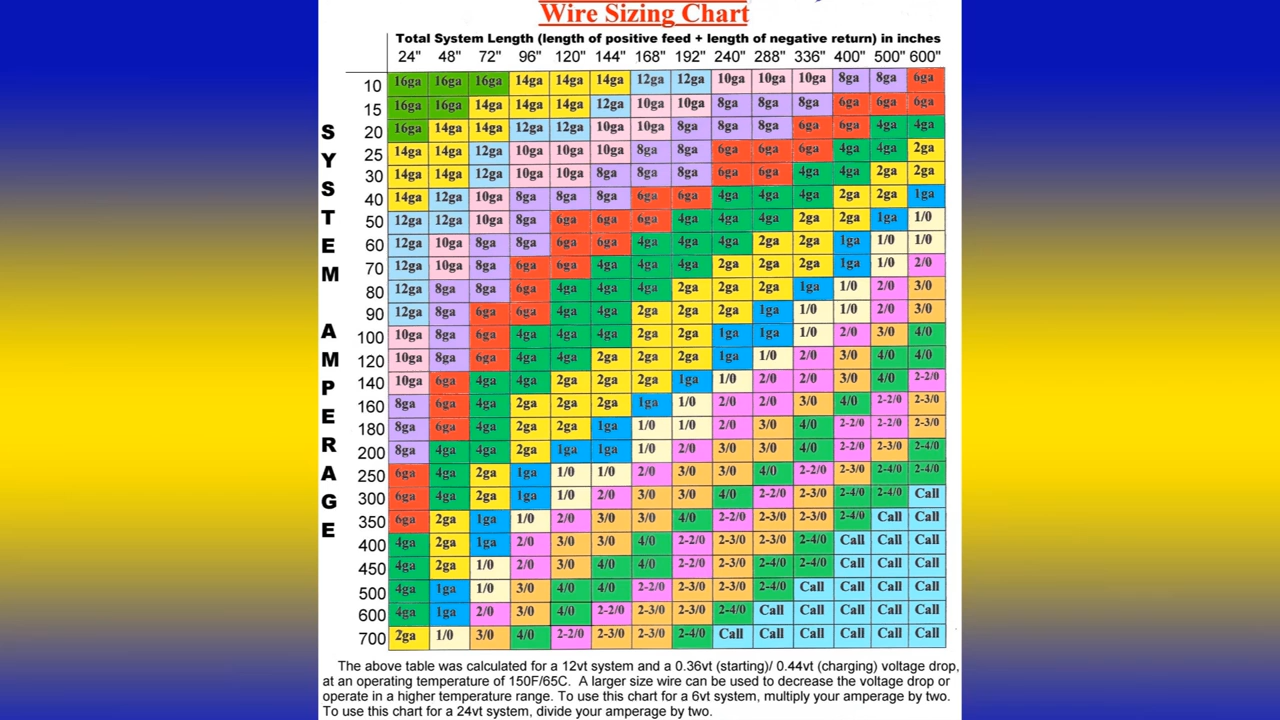 Wire Sizing Chart
Total System Length (length of positive feed + length of negative return) in inches
24" 48" 72" 96" 120" 144" 168" 192" 240" 288" 336" 400" 500" 600"
SYSTEM AMPERAGE
10 16ga 16ga 16ga 14ga 14ga 14ga 12ga 12ga 10ga 10ga 10ga 8ga 8ga 6ga
15 16ga 16ga 14ga 14ga 14ga 12ga 10ga 10ga 8ga 8ga 8ga 6ga 6ga 6ga
20 16ga 14ga 14ga 12ga 12ga 10ga 10ga 8ga 8ga 8ga 6ga 6ga 4ga 4ga
25 14ga 14ga 12ga 10ga 10ga 10ga 8ga 8ga 6ga 6ga 6ga 4ga 4ga 2ga
30 14ga 14ga 12ga 10ga 10ga 8ga 8ga 8ga 6ga 6ga 4ga 4ga 2ga 2ga
40 14ga 12ga 10ga 8ga 8ga 8ga 6ga 6ga 4ga 4ga 4ga 2ga 2ga 1ga
50 12ga 12ga 10ga 8ga 6ga 6ga 6ga 4ga 4ga 4ga 2ga 2ga 1ga 1/0
60 12ga 10ga 8ga 8ga 6ga 6ga 4ga 4ga 4ga 2ga 2ga 1ga 1/0 1/0
70 12ga 10ga 8ga 6ga 6ga 4ga 4ga 4ga 2ga 2ga 2ga 1ga 1/0 2/0
80 12ga 8ga 8ga 6ga 4ga 4ga 4ga 2ga 2ga 2ga 1ga 1/0 2/0 3/0
90 12ga 8ga 6ga 6ga 4ga 4ga 2ga 2ga 2ga 1ga 1/0 1/0 2/0 3/0
100 10ga 8ga 6ga 4ga 4ga 4ga 2ga 2ga 1ga 1ga 1/0 2/0 3/0 4/0
120 10ga 8ga 6ga 4ga 4ga 2ga 2ga 2ga 1ga 1/0 2/0 3/0 4/0 4/0
140 10ga 6ga 4ga 4ga 2ga 2ga 2ga 1ga 1/0 2/0 2/0 3/0 4/0 2-2/0
160 8ga 6ga 4ga 2ga 2ga 2ga 1ga 1/0 2/0 2/0 3/0 4/0 2-2/0 2-3/0
180 8ga 6ga 4ga 2ga 2ga 1ga 1/0 1/0 2/0 3/0 4/0 2-2/0 2-2/0 2-3/0
200 8ga 4ga 4ga 2ga 1ga 1ga 1/0 2/0 3/0 3/0 4/0 2-2/0 2-3/0 2-4/0
250 6ga 4ga 2ga 1ga 1/0 1/0 2/0 3/0 3/0 4/0 2-2/0 2-3/0 2-4/0 2-4/0
300 6ga 4ga 2ga 1ga 1/0 2/0 3/0 3/0 4/0 2-2/0 2-3/0 2-4/0 2-4/0 Call
350 6ga 2ga 1ga 1/0 2/0 3/0 3/0 4/0 2-2/0 2-3/0 2-3/0 2-4/0 Call Call
400 4ga 2ga 1ga 2/0 3/0 3/0 4/0 2-2/0 2-3/0 2-3/0 2-4/0 Call Call Call
450 4ga 2ga 1/0 2/0 3/0 4/0 4/0 2-2/0 2-3/0 2-4/0 2-4/0 Call Call Call
500 4ga 1ga 1/0 3/0 4/0 4/0 2-2/0 2-3/0 2-3/0 2-4/0 Call Call Call Call
600 4ga 1ga 2/0 3/0 4/0 2-2/0 2-3/0 2-3/0 2-4/0 Call Call Call Call Call
700 2ga 1/0 3/0 4/0 2-2/0 2-3/0 2-3/0 2-4/0 Call Call Call Call Call Call
The above table was calculated for a 12vt system and a 0.36vt (starting)/ 0.44vt (charging) voltage drop,
at an operating temperature of 150F/65C. A larger size wire can be used to decrease the voltage drop or
operate in a higher temperature range. To use this chart for a 6vt system, multiply your amperage by two.
To use this chart for a 24vt system, divide your amperage by two.